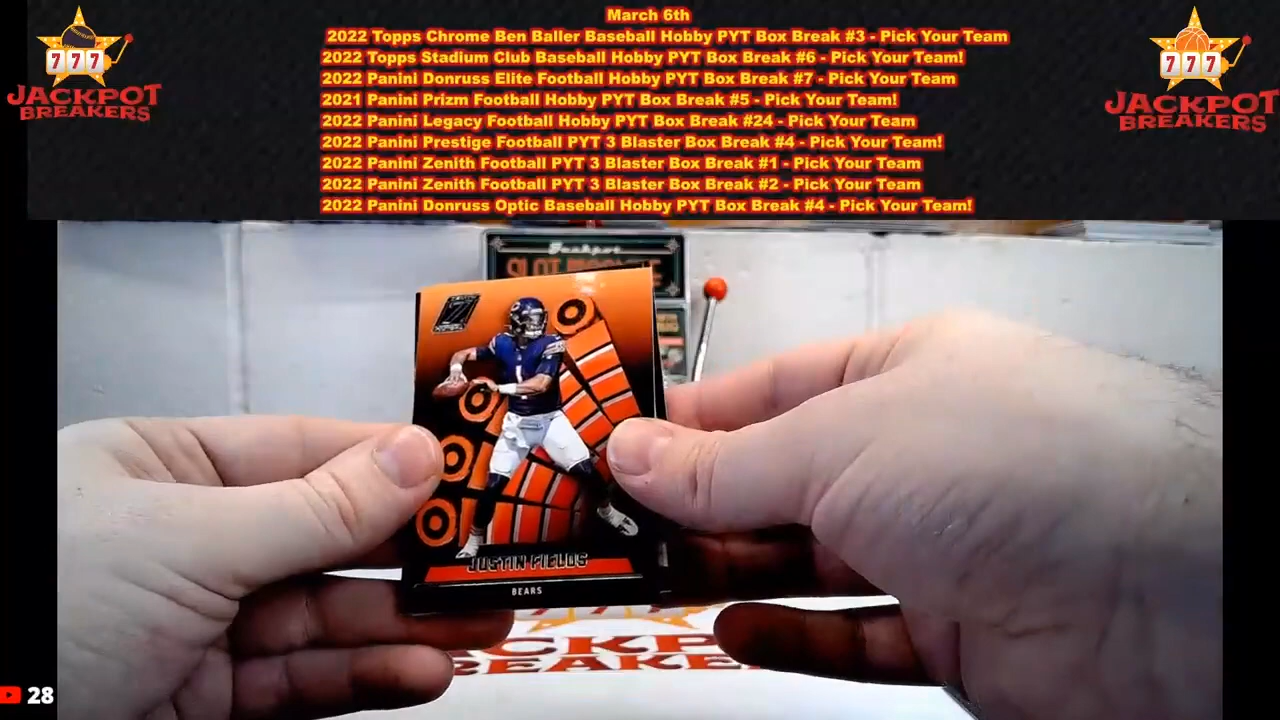 March 6th
2022 Topps Chrome Ben Baller Baseball Hobby PYT Box Break #3 - Pick Your Team
2022 Topps Stadium Club Baseball Hobby PYT Box Break #6 - Pick Your Team!
2022 Panini Donruss Elite Football Hobby PYT Box Break #7 - Pick Your Team
2021 Panini Prizm Football Hobby PYT Box Break #5 - Pick Your Team!
2022 Panini Legacy Football Hobby PYT Box Break #24 - Pick Your Team
2022 Panini Prestige Football PYT 3 Blaster Box Break #4 - Pick Your Team!
2022 Panini Zenith Football PYT 3 Blaster Box Break #1 - Pick Your Team
2022 Panini Zenith Football PYT 3 Blaster Box Break #2 - Pick Your Team
2022 Panini Donruss Optic Baseball Hobby PYT Box Break #4 - Pick Your Team!
777
JACKPOT
BREAKERS
777
JACKPOT
BREAKERS
Jackpot
SLOT
1
JUSTIN FIELDS
BEARS
28